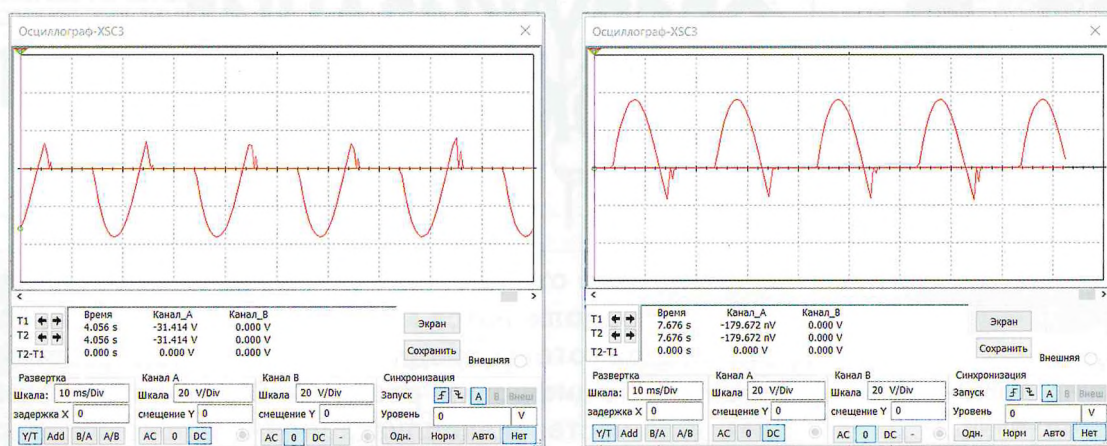 Осциллограф-XSC3
T1
T2
T2-T1
Время Канал_А Канал_В
4.056 s -31.414 V 0.000 V
4.056 s -31.414 V 0.000 V
0.000 s 0.000 V 0.000 V
Экран
Сохранить
Внешняя
Развертка Канал А Канал В Синхронизация
Шкала: 10 ms/Div Шкала 20 V/Div Шкала 20 V/Div Запуск A B Внеш
задержка X 0 смещение Y 0 смещение Y 0 Уровень 0 V
Y/T Add B/A A/B AC 0 DC AC 0 DC - Одн. Норм Авто Нет
Осциллограф-XSC3
T1
T2
T2-T1
Время Канал_А Канал_В
7.676 s -179.672 nV 0.000 V
7.676 s -179.672 nV 0.000 V
0.000 s 0.000 V 0.000 V
Экран
Сохранить
Внешняя
Развертка Канал А Канал В Синхронизация
Шкала: 10 ms/Div Шкала 20 V/Div Шкала 20 V/Div Запуск A B Внеш
задержка X 0 смещение Y 0 смещение Y 0 Уровень 0 V
Y/T Add B/A A/B AC 0 DC AC 0 DC - Одн. Норм Авто Нет